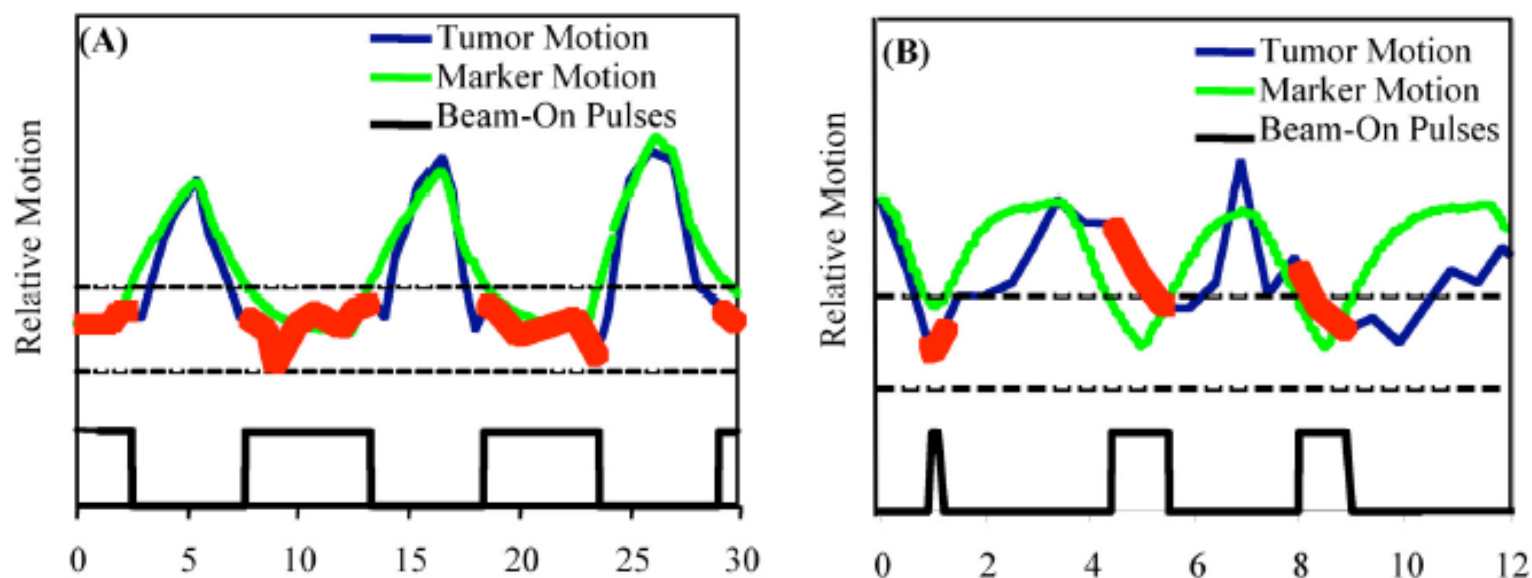 (A)
Tumor Motion
Marker Motion
Beam-On Pulses
Relative Motion
0 5 10 15 20 25 30
(B)
Tumor Motion
Marker Motion
Beam-On Pulses
Relative Motion
0 2 4 6 8 10 12